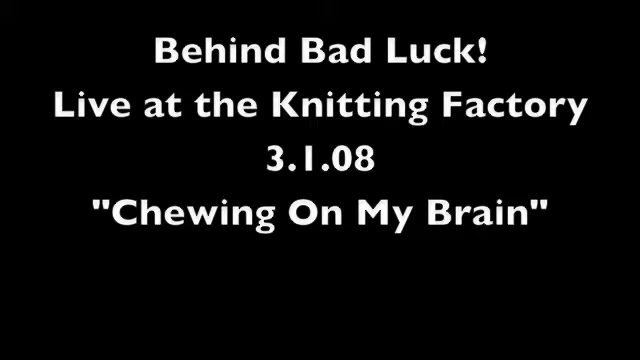 Behind Bad Luck!
Live at the Knitting Factory
3.1.08
"Chewing On My Brain"